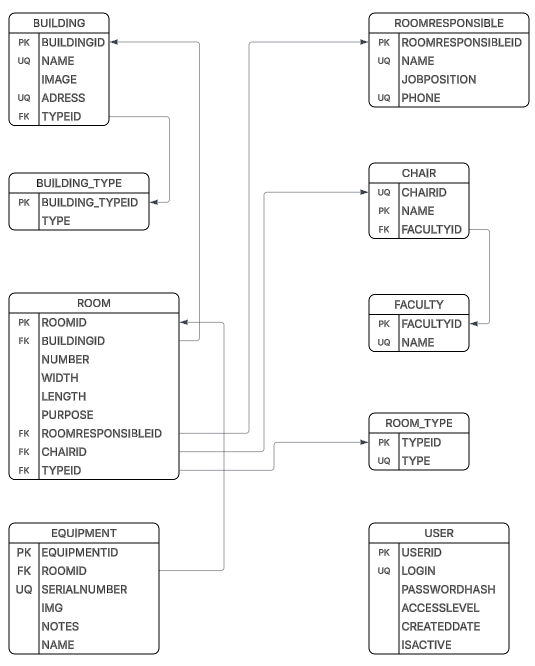 BUILDING
PK BUILDINGID
UQ NAME
IMAGE
UQ ADRESS
FK TYPEID
BUILDING_TYPE
PK BUILDING_TYPEID
TYPE
ROOM
PK ROOMID
FK BUILDINGID
NUMBER
WIDTH
LENGTH
PURPOSE
FK ROOMRESPONSIBLEID
FK CHAIRID
FK TYPEID
EQUIPMENT
PK EQUIPMENTID
FK ROOMID
UQ SERIALNUMBER
IMG
NOTES
NAME
ROOMRESPONSIBLE
PK ROOMRESPONSIBLEID
UQ NAME
JOBPOSITION
UQ PHONE
CHAIR
UQ CHAIRID
PK NAME
FK FACULTYID
FACULTY
PK FACULTYID
UQ NAME
ROOM_TYPE
PK TYPEID
UQ TYPE
USER
PK USERID
UQ LOGIN
PASSWORDHASH
ACCESSLEVEL
CREATEDDATE
ISACTIVE